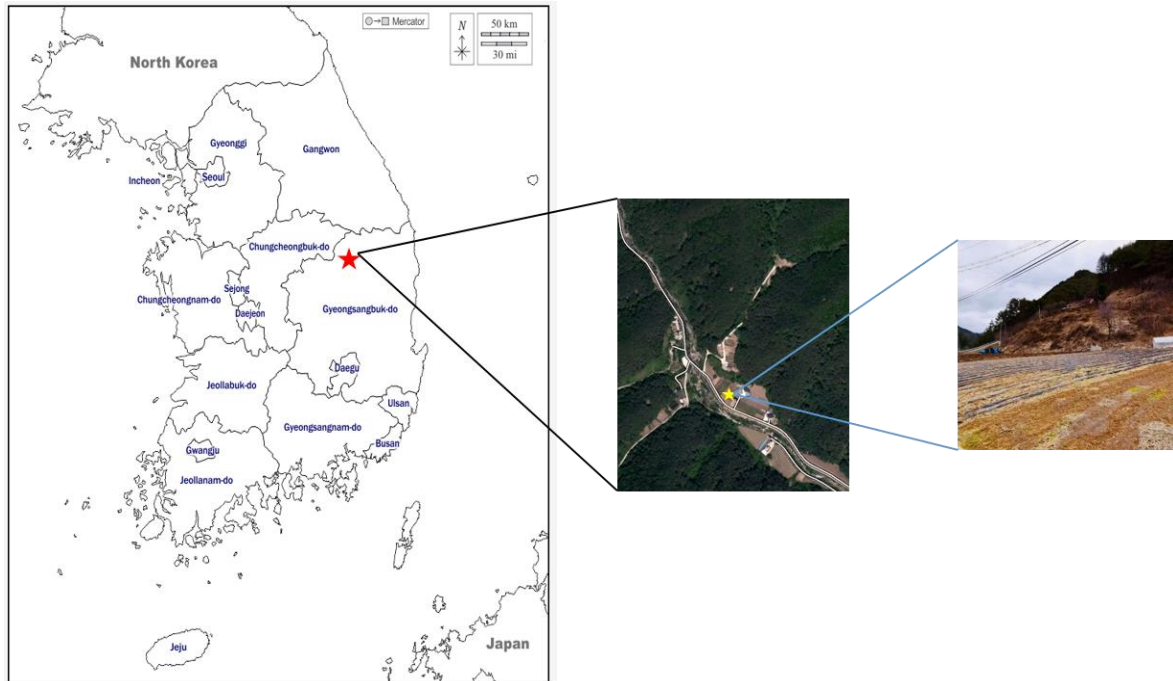 Mercator
N
50 km
30 mi
North Korea
Gyeonggi
Gangwon
Incheon
Seoul
Chungcheongbuk-do
Sejong
Chungcheongnam-do
Daejeon
Gyeongsangbuk-do
Daegu
Jeollabuk-do
Ulsan
Gyeongsangnam-do
Busan
Gwangju
Jeollanam-do
Jeju
Japan